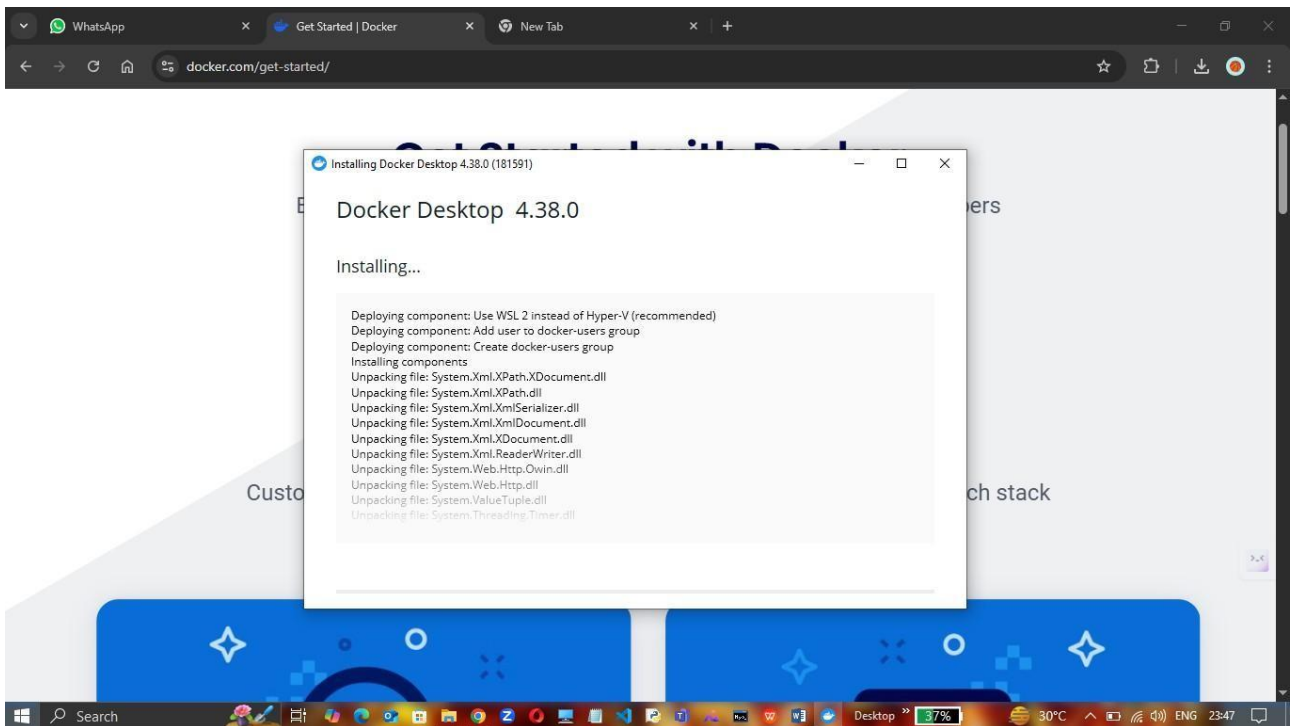 WhatsApp
Get Started | Docker
New Tab
docker.com/get-started/
Installing Docker Desktop 4.38.0 (181591)
Docker Desktop 4.38.0
ers
Installing...
Deploying component: Use WSL 2 instead of Hyper-V (recommended)
Deploying component: Add user to docker-users group
Deploying component: Create docker-users group
Installing components
Unpacking file: System.Xml.XPath.XDocument.dll
Unpacking file: System.Xml.XPath.dll
Unpacking file: System.Xml.XmlSerializer.dll
Unpacking file: System.Xml.XmlDocument.dll
Unpacking file: System.Xml.XDocument.dll
Unpacking file: System.Xml.ReaderWriter.dll
Unpacking file: System.Web.Http.Owin.dll
Unpacking file: System.Web.Http.dll
Unpacking file: System.ValueTuple.dll
Unpacking file: System.Threading.Timer.dll
Custo
ch stack
Search
Desktop
37%
30°C
ENG
23:47